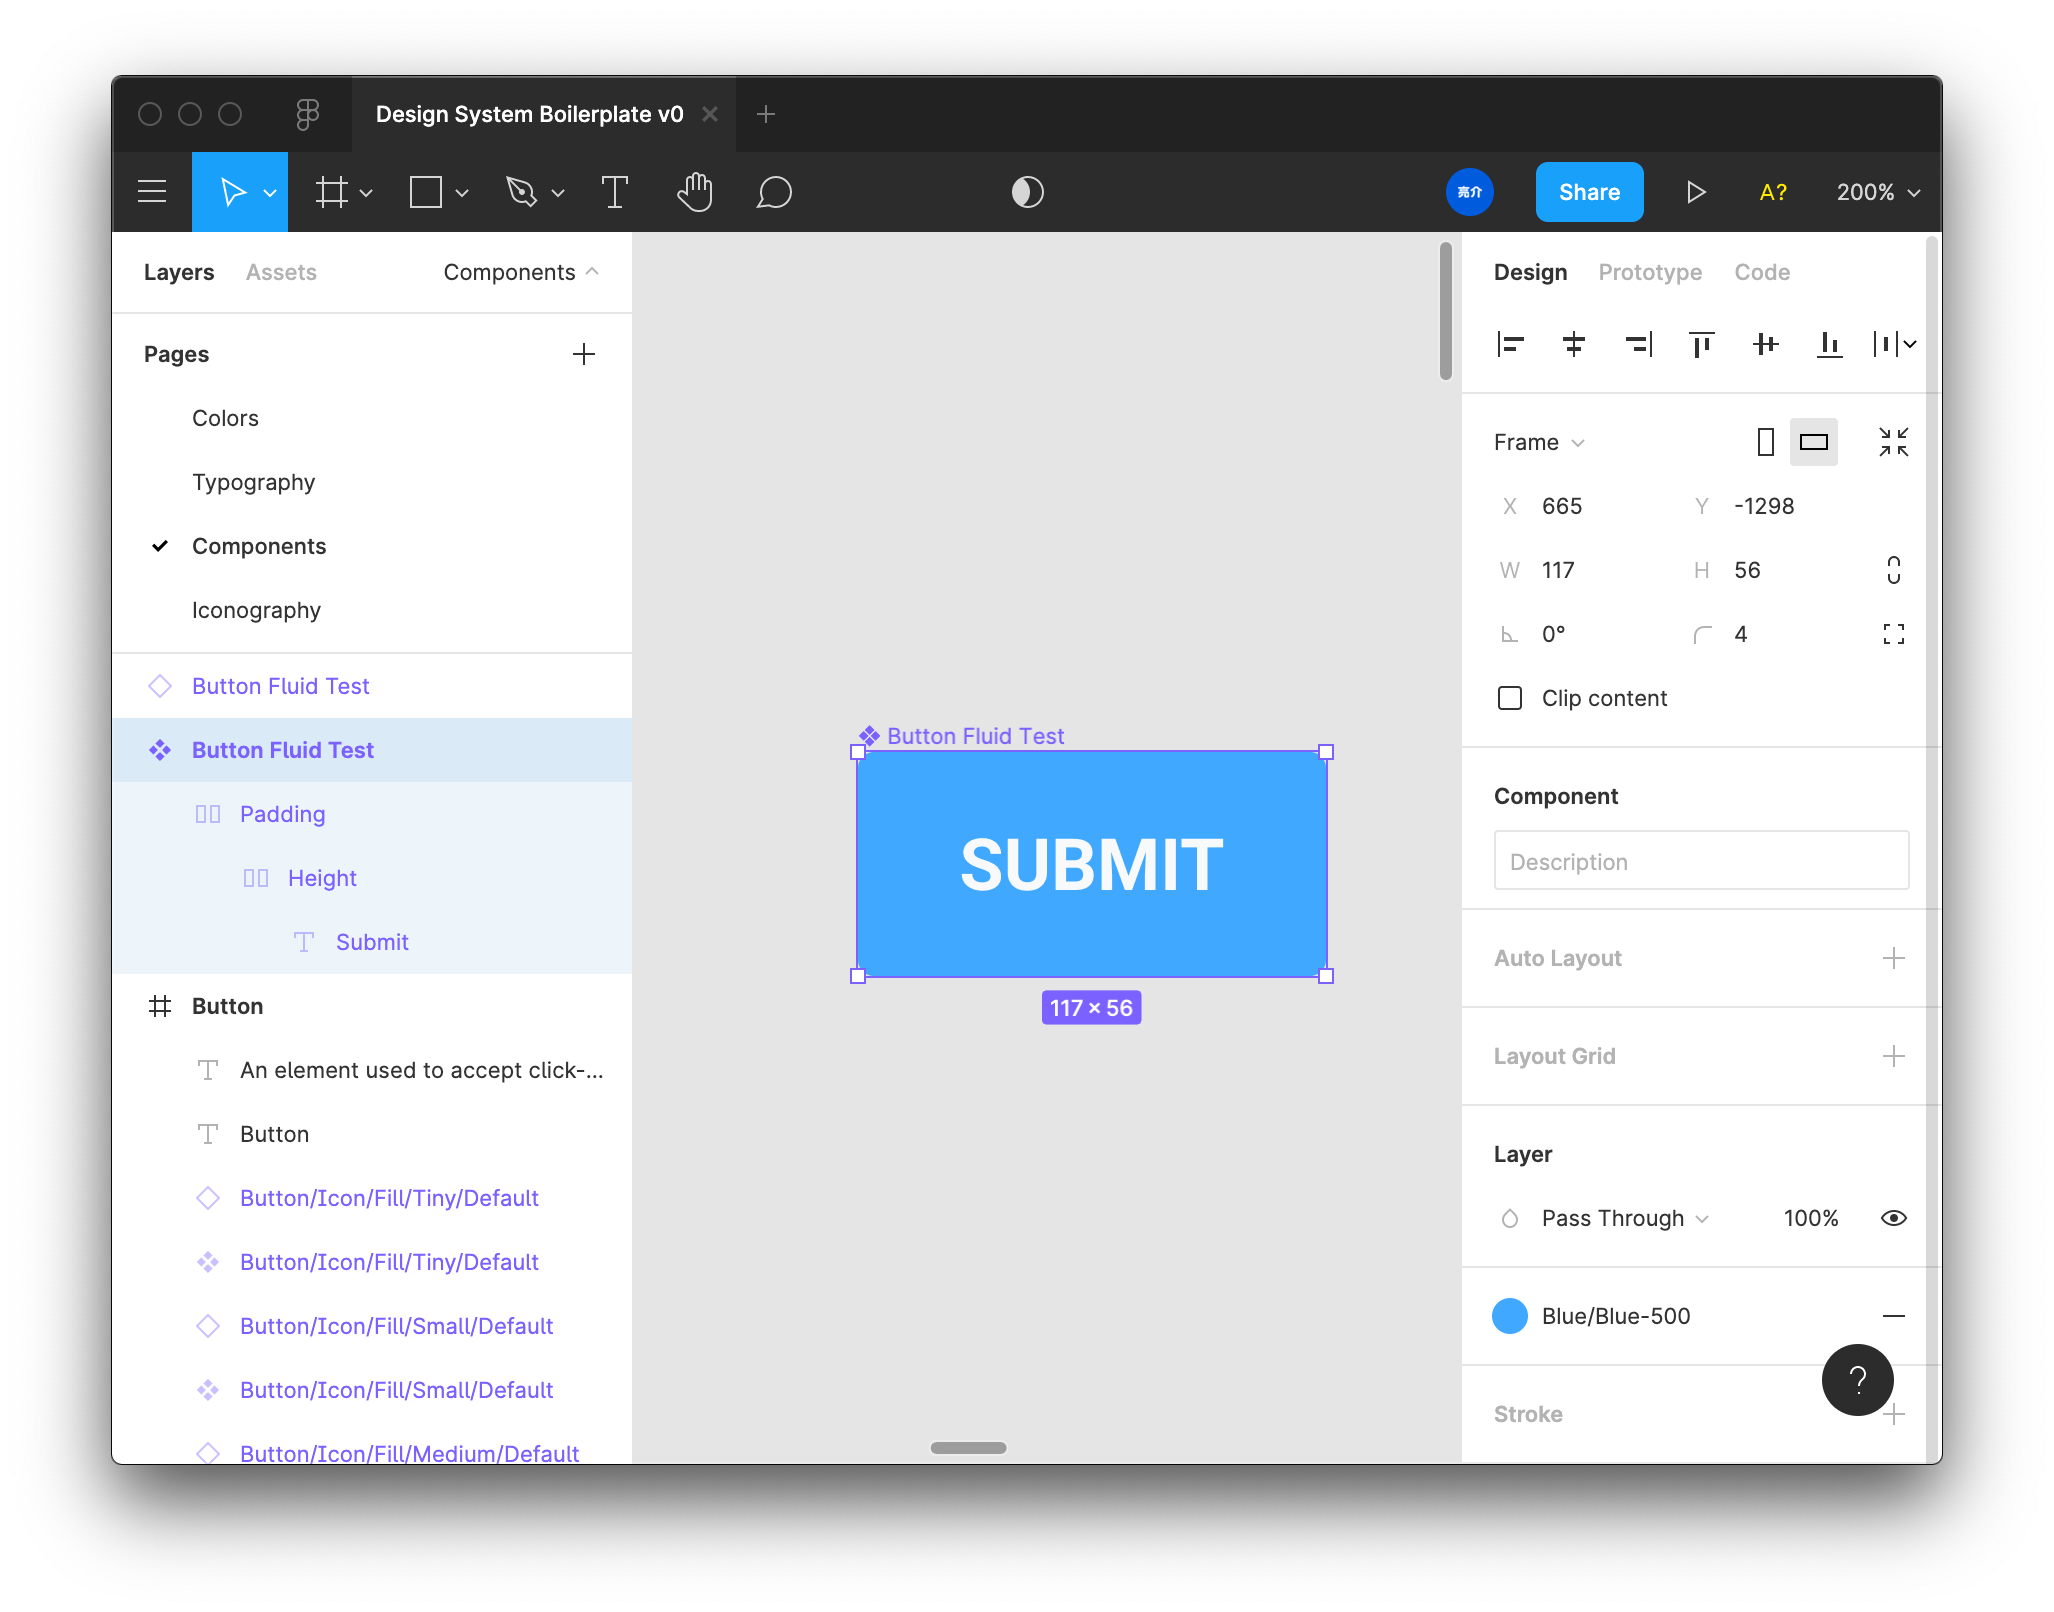 Design System Boilerplate v0
亮介
Share
A?
200%
Layers
Assets
Components
Pages
Colors
Typography
Components
Iconography
Button Fluid Test
Button Fluid Test
Padding
Height
Submit
Button
An element used to accept click-...
Button
Button/Icon/Fill/Tiny/Default
Button/Icon/Fill/Tiny/Default
Button/Icon/Fill/Small/Default
Button/Icon/Fill/Small/Default
Button/Icon/Fill/Medium/Default
Button Fluid Test
SUBMIT
117 × 56
Design
Prototype
Code
Frame
X 665
Y -1298
W 117
H 56
0°
4
Clip content
Component
Description
Auto Layout
Layout Grid
Layer
Pass Through
100%
Blue/Blue-500
?
Stroke